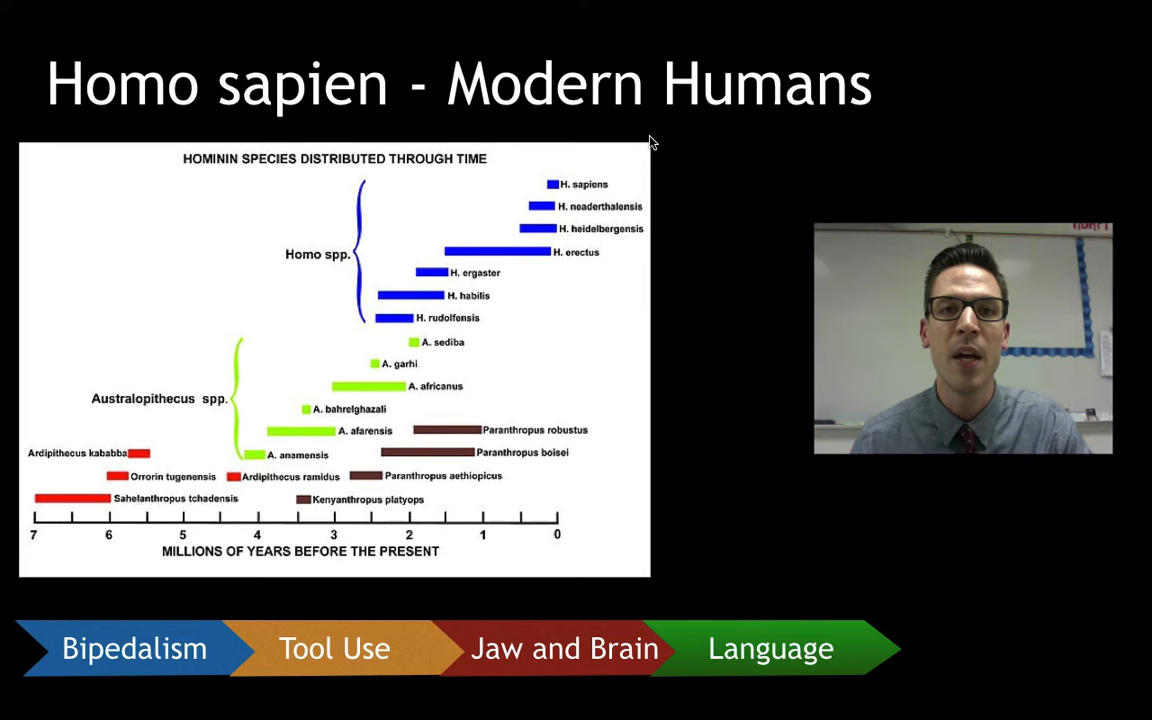 Homo sapien - Modern Humans
HOMININ SPECIES DISTRIBUTED THROUGH TIME
H. sapiens
H. neaderthalensis
H. heidelbergensis
Homo spp.
H. erectus
H. ergaster
H. habilis
H. rudolfensis
A. sediba
A. garhi
A. africanus
Australopithecus spp.
A. bahrelghazali
A. afarensis
Paranthropus robustus
Ardipithecus kababba
A. anamensis
Paranthropus boisei
Orrorin tugenensis
Ardipithecus ramidus
Paranthropus aethiopicus
Sahelanthropus tchadensis
Kenyanthropus platyops
7 6 5 4 3 2 1 0
MILLIONS OF YEARS BEFORE THE PRESENT
Bipedalism
Tool Use
Jaw and Brain
Language